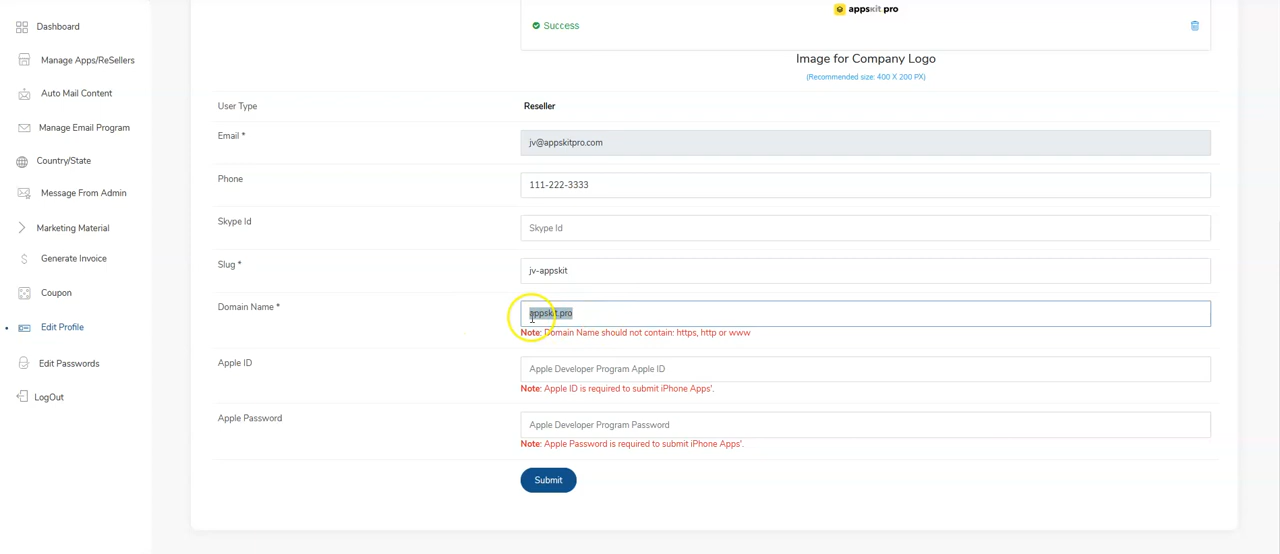 Dashboard
Manage Apps/ReSellers
Auto Mail Content
Manage Email Program
Country/State
Message From Admin
Marketing Material
Generate Invoice
Coupon
Edit Profile
Edit Passwords
LogOut
appsкit pro
Success
Image for Company Logo
(Recommended size: 400 X 200 PX)
User Type Reseller
Email * jv@appskitpro.com
Phone 111-222-3333
Skype Id Skype Id
Slug * jv-appskit
Domain Name * appskit.pro
Note: Domain Name should not contain: https, http or www
Apple ID Apple Developer Program Apple ID
Note: Apple ID is required to submit iPhone Apps'.
Apple Password Apple Developer Program Password
Note: Apple Password is required to submit iPhone Apps'.
Submit